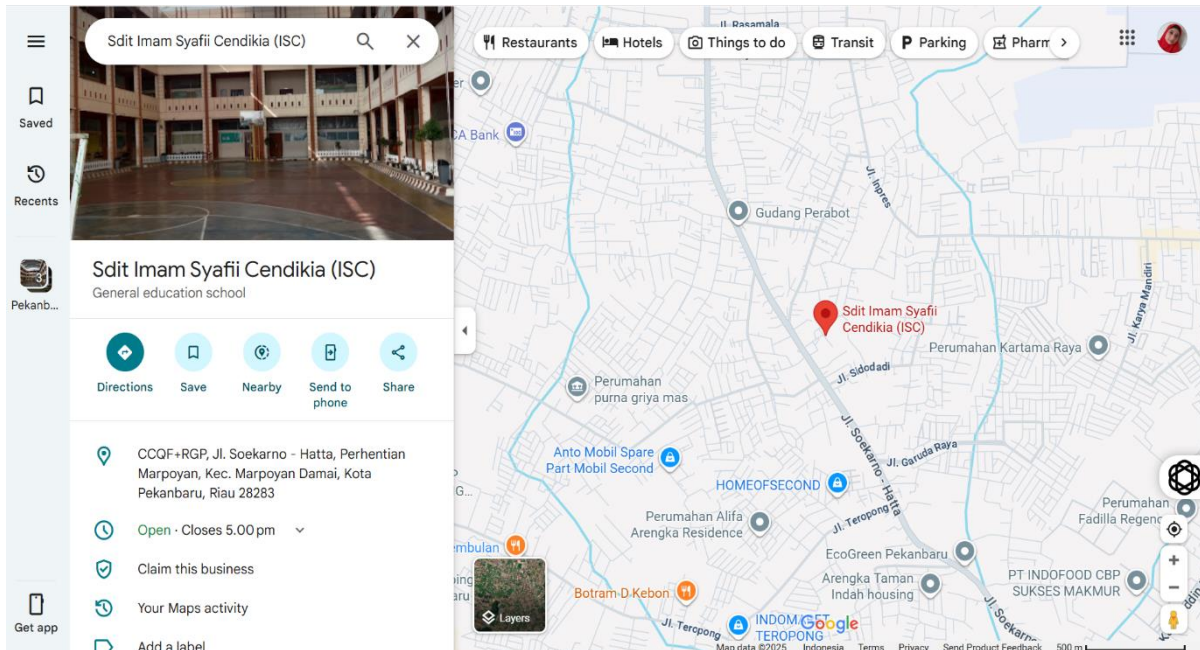 Sdit Imam Syafii Cendikia (ISC)
Restaurants
Hotels
Things to do
Transit
Parking
Pharm
Saved
Recents
Pekanb...
Get app
Sdit Imam Syafii Cendikia (ISC)
General education school
Directions
Save
Nearby
Send to
phone
Share
CCQF+RGP, Jl. Soekarno - Hatta, Perhentian
Marpoyan, Kec. Marpoyan Damai, Kota
Pekanbaru, Riau 28283
Open · Closes 5.00 pm
Claim this business
Your Maps activity
Add a label
Jl. Rasamala
er
CA Bank
Jl. Inpres
Gudang Perabot
Jl. Karya Mandiri
Sdit Imam Syafii
Cendikia (ISC)
Perumahan Kartama Raya
Jl. Sidodadi
Perumahan
purna griya mas
Jl. Soekarno - Hatta
Jl. Garuda Raya
Anto Mobil Spare
Part Mobil Second
HOMEOFSECOND
G...
Perumahan
Fadilla Regenc
Perumahan Alifa
Arengka Residence
Jl. Teropong
mbulan
EcoGreen Pekanbaru
Arengka Taman
Indah housing
PT INDOFOOD CBP
SUKSES MAKMUR
Botram D Kebon
Layers
Jl. Teropong
INDOMARET
TEROPONG
Google
Jl. Soekarno
Map data ©2025
Indonesia
Terms
Privacy
Send Product Feedback
500 m